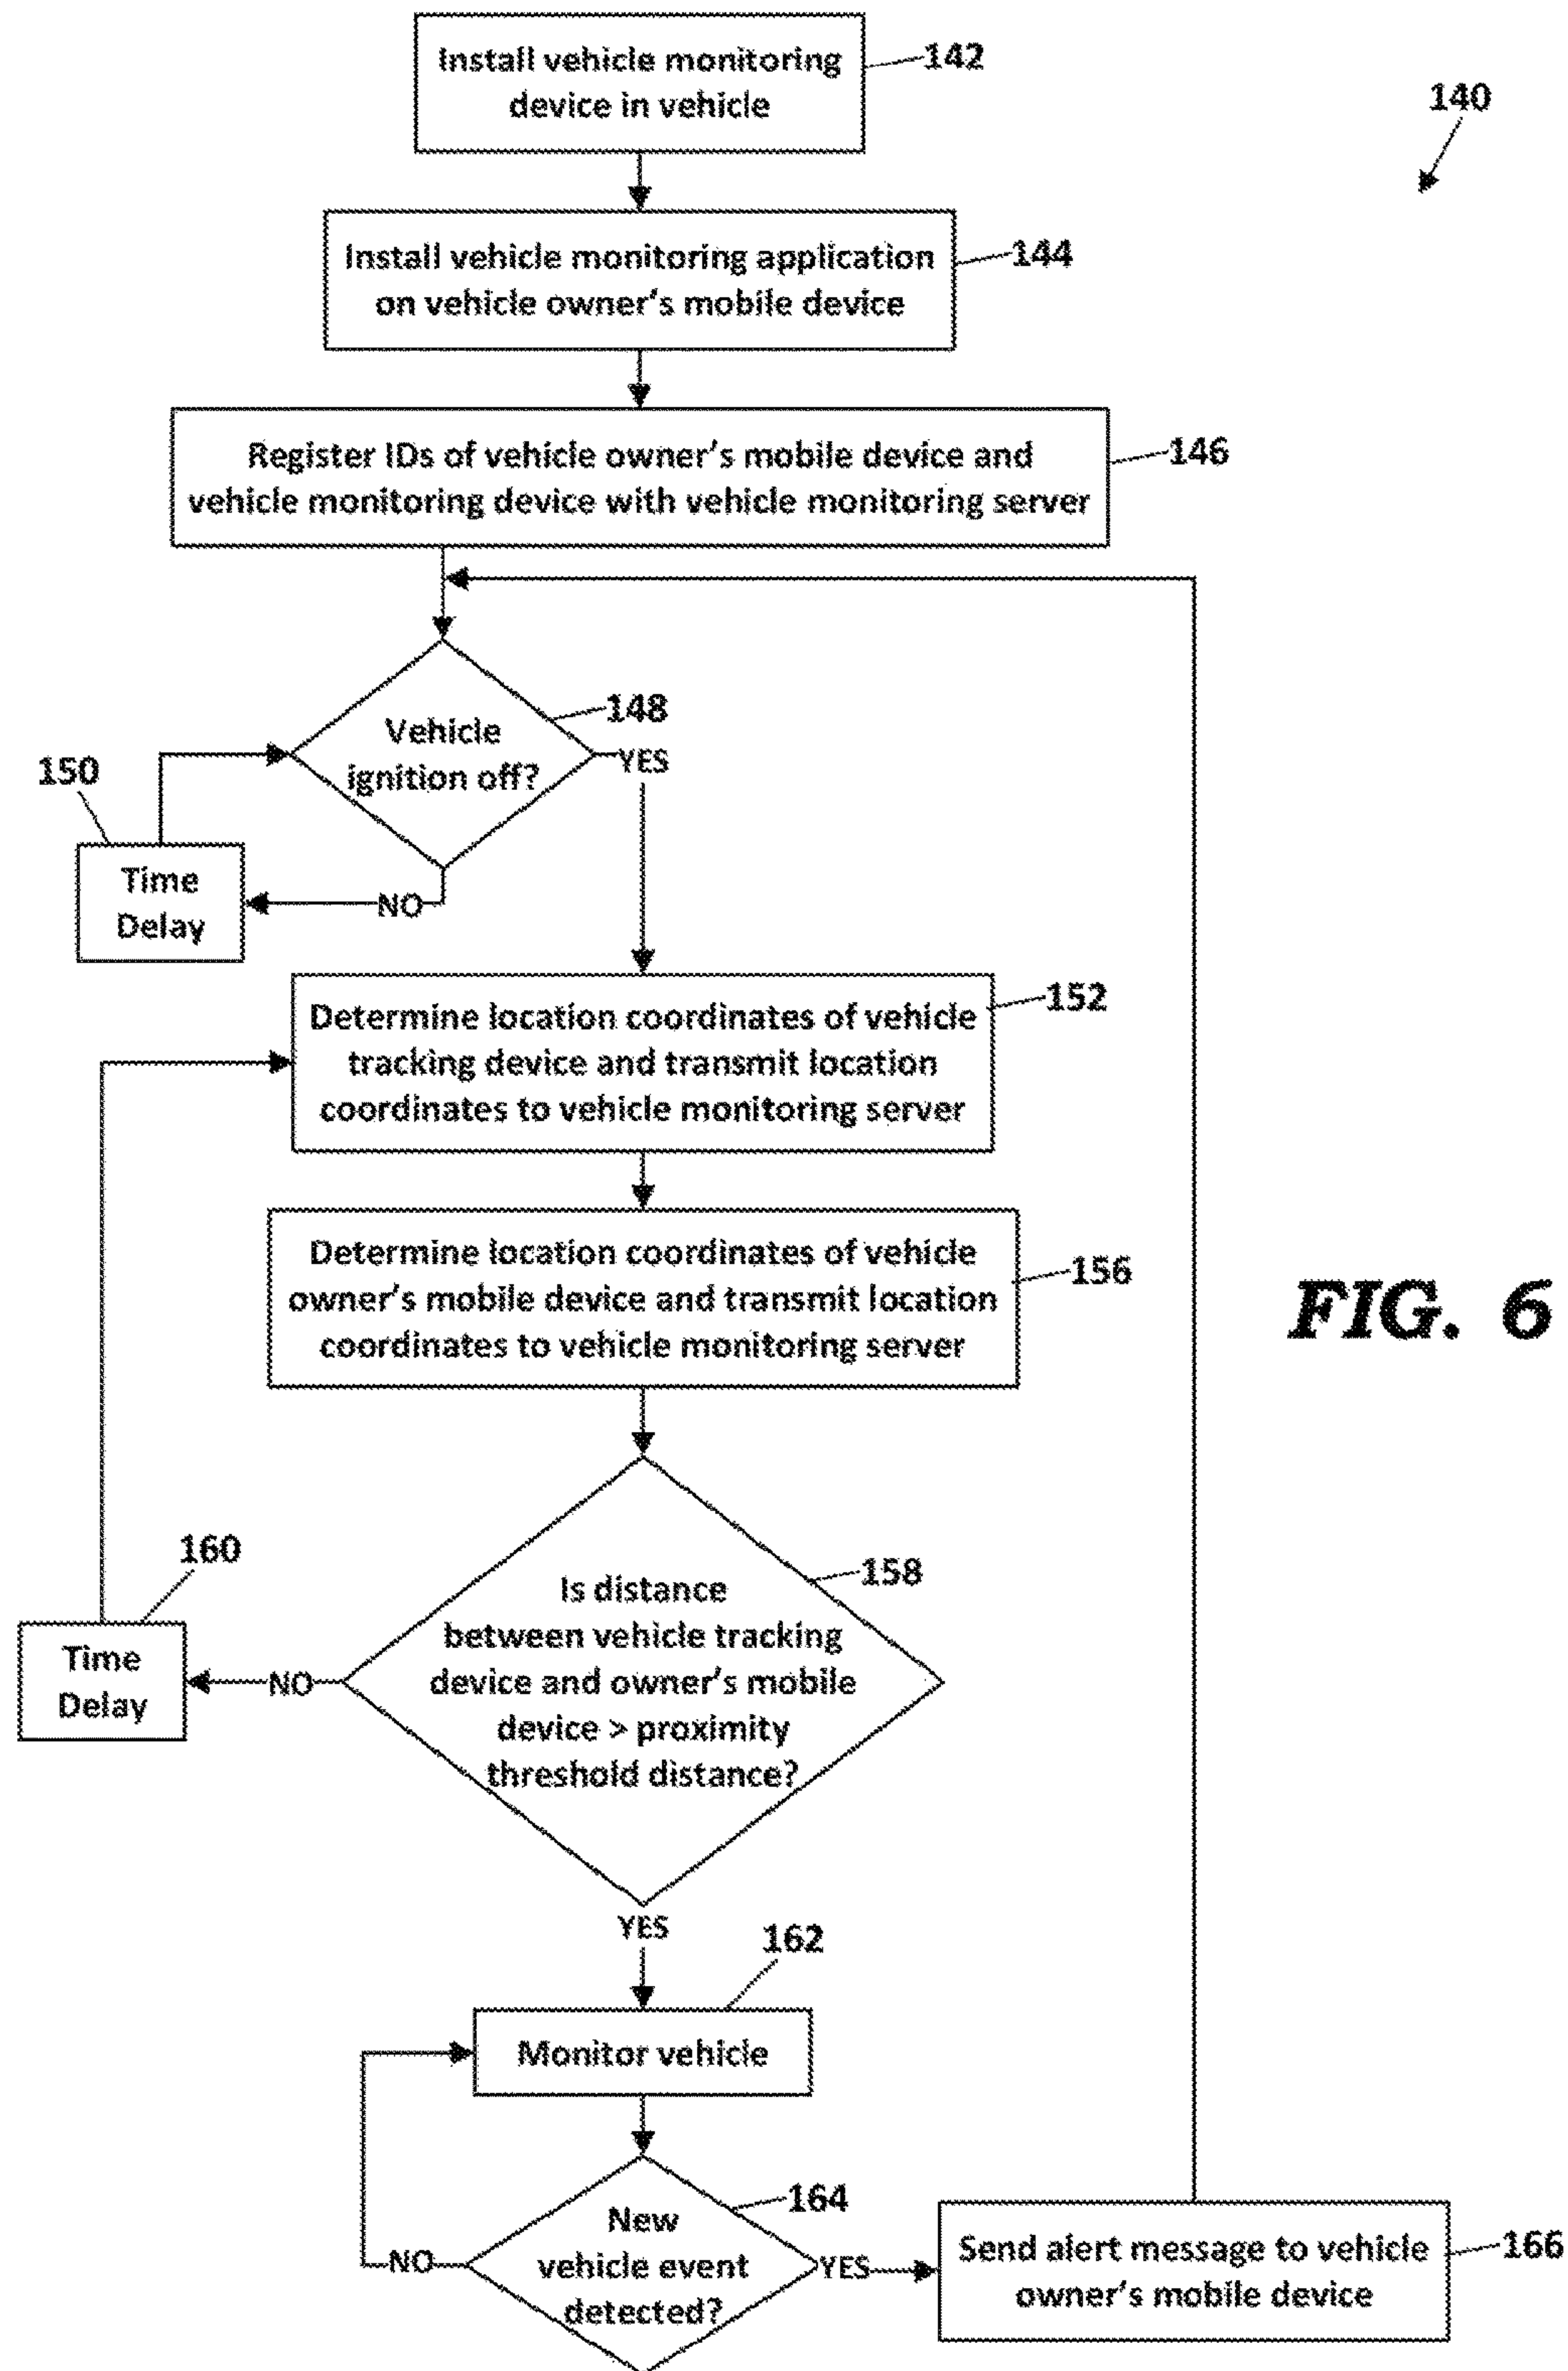 Install vehicle monitoring
device in vehicle
142
140
Install vehicle monitoring application
on vehicle owner's mobile device
144
Register IDs of vehicle owner's mobile device and
vehicle monitoring device with vehicle monitoring server
146
Vehicle
ignition off?
148
YES
150
Time
Delay
NO
Determine location coordinates of vehicle
tracking device and transmit location
coordinates to vehicle monitoring server
152
Determine location coordinates of vehicle
owner's mobile device and transmit location
coordinates to vehicle monitoring server
156
FIG. 6
Is distance
between vehicle tracking
device and owner's mobile
device > proximity
threshold distance?
158
160
Time
Delay
NO
YES
162
Monitor vehicle
New
vehicle event
detected?
164
NO
YES
Send alert message to vehicle
owner's mobile device
166